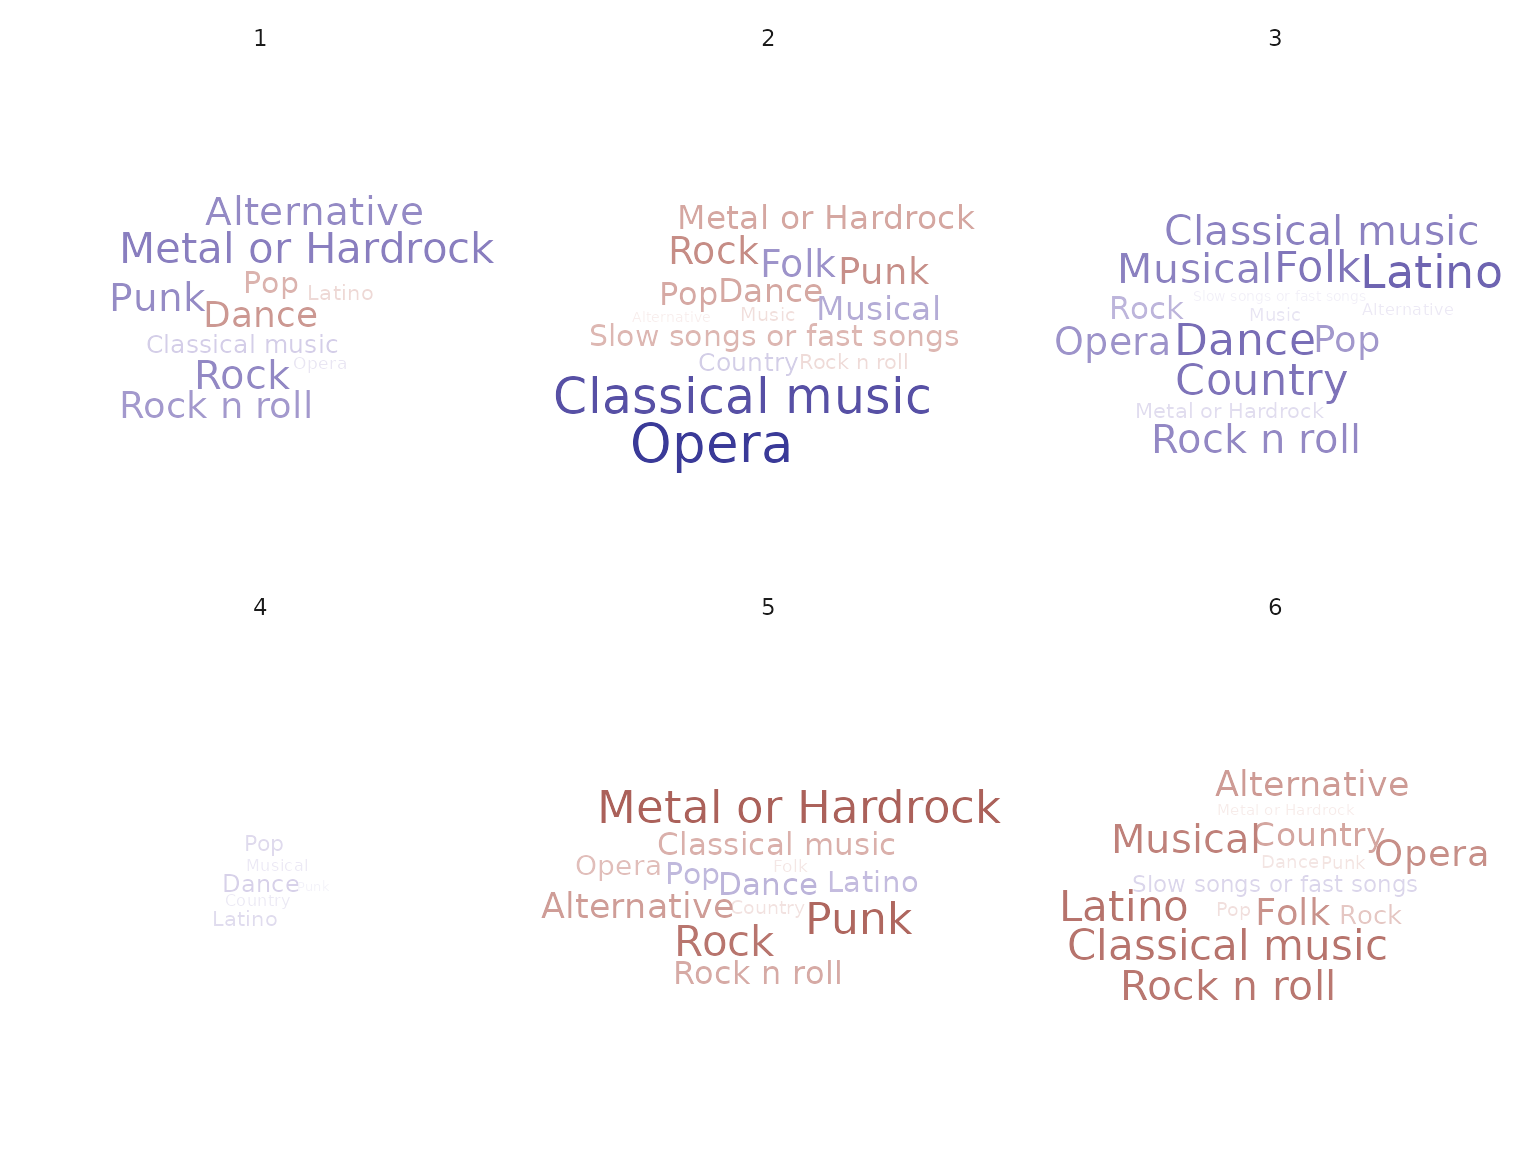 1
Alternative
Metal or Hardrock
Pop
Latino
Punk
Dance
Classical music
Opera
Rock
Rock n roll
2
Metal or Hardrock
Rock
Folk
Punk
Pop
Dance
Musical
Alternative
Music
Slow songs or fast songs
Country
Rock n roll
Classical music
Opera
3
Classical music
Musical
Folk
Latino
Slow songs or fast songs
Rock
Music
Alternative
Opera
Dance
Pop
Country
Metal or Hardrock
Rock n roll
4
Pop
Musical
Dance
Punk
Country
Latino
5
Metal or Hardrock
Classical music
Opera
Folk
Pop
Dance
Latino
Alternative
Country
Punk
Rock
Rock n roll
6
Alternative
Metal or Hardrock
Musical
Country
Opera
Dance
Punk
Slow songs or fast songs
Latino
Pop
Folk
Rock
Classical music
Rock n roll